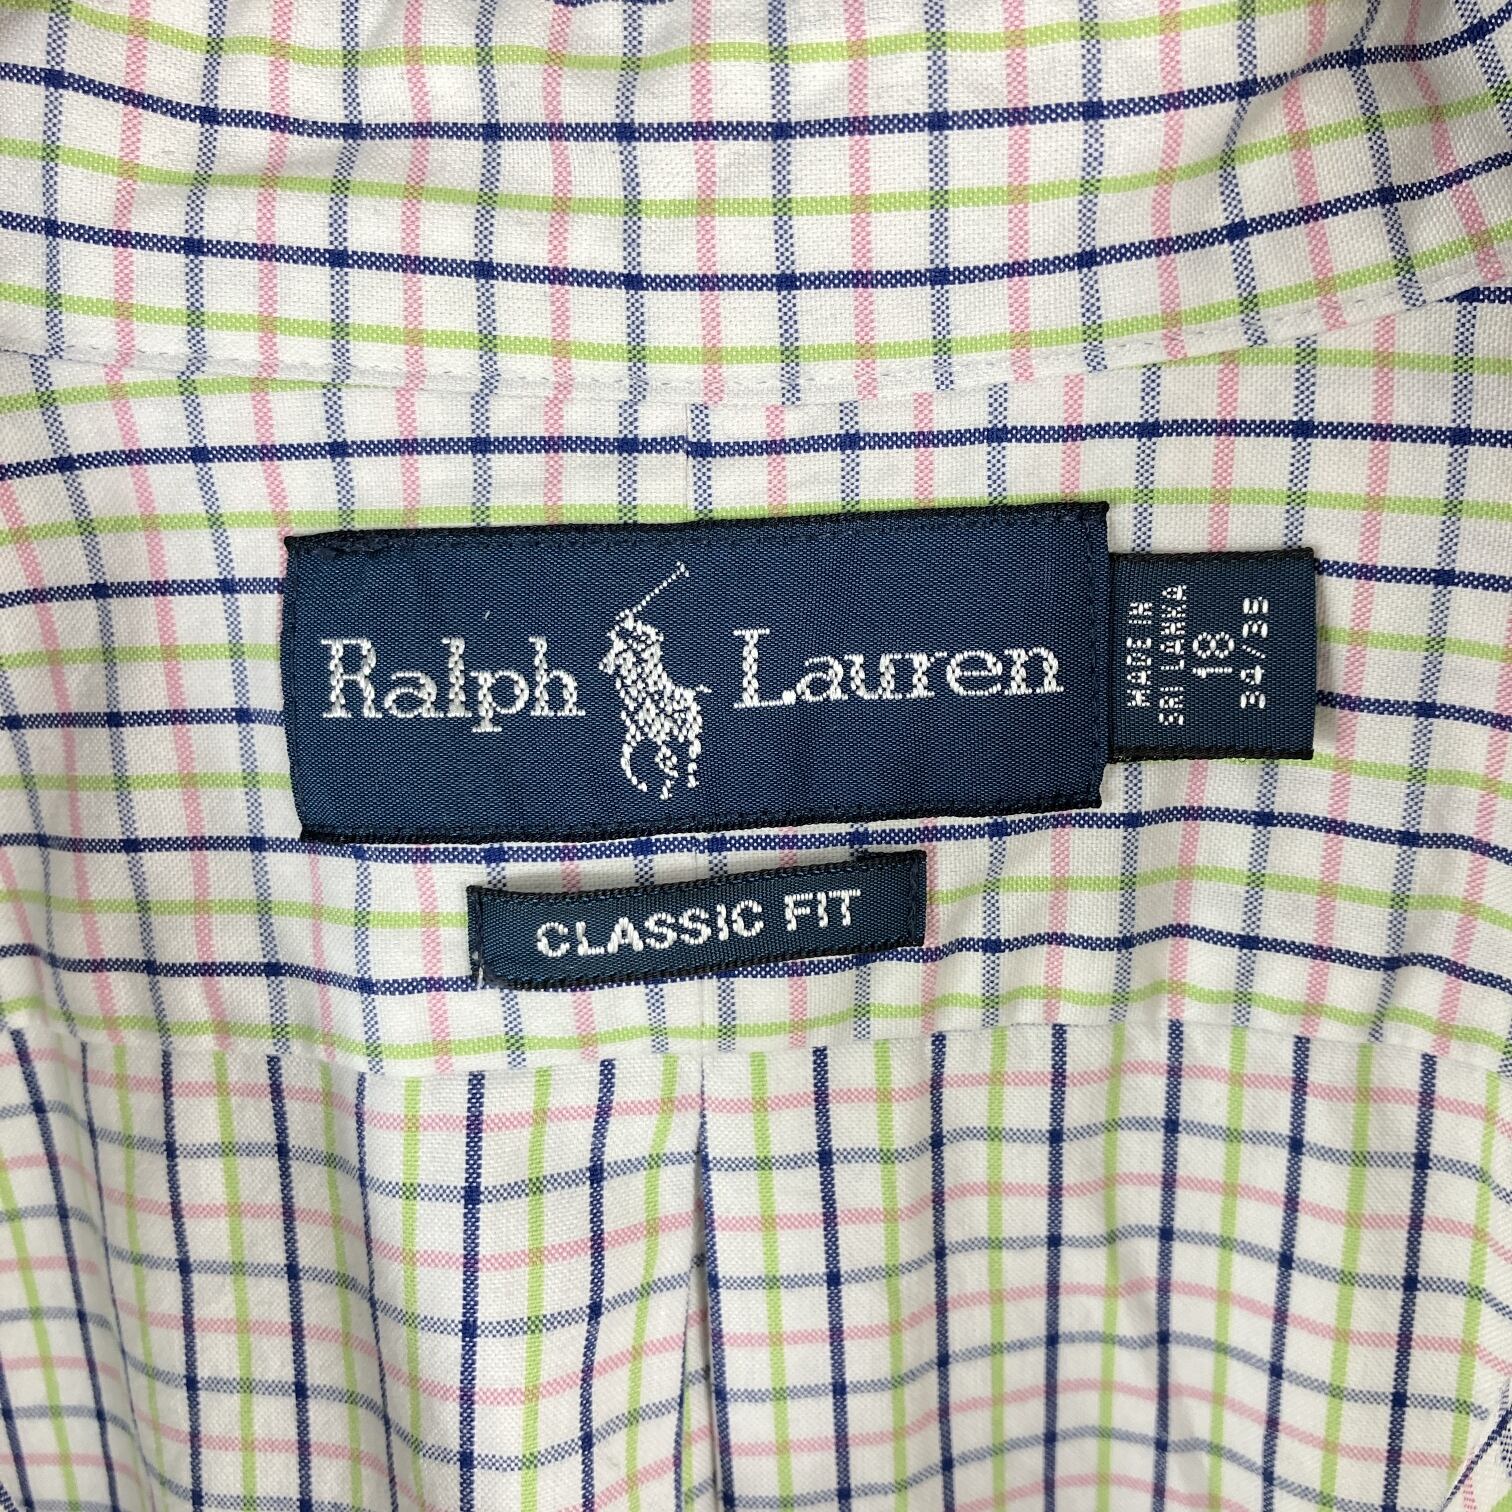 Ralph Lauren
MADE IN
SRI LANKA
18
34/35
CLASSIC FIT